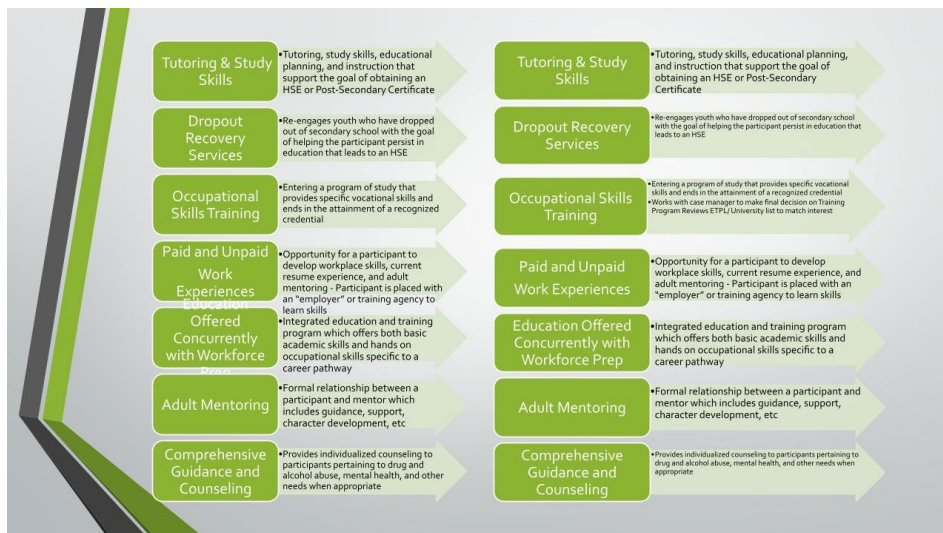 Tutoring & Study
Skills
•Tutoring, study skills, educational
planning, and instruction that
support the goal of obtaining an
HSE or Post-Secondary Certificate
Dropout
Recovery
Services
•Re-engages youth who have dropped
out of secondary school with the goal
of helping the participant persist in
education that leads to an HSE
Occupational
Skills Training
•Entering a program of study that
provides specific vocational skills and
ends in the attainment of a recognized
credential
Paid and Unpaid
Work
Experiences
•Opportunity for a participant to
develop workplace skills, current
resume experience, and adult
mentoring - Participant is placed with
an "employer" or training agency to
learn skills
Education
Offered
Concurrently
with Workforce
Prep
•Integrated education and training
program which offers both basic
academic skills and hands on
occupational skills specific to a
career pathway
Adult Mentoring
•Formal relationship between a
participant and mentor which
includes guidance, support,
character development, etc
Comprehensive
Guidance and
Counseling
•Provides individualized counseling to
participants pertaining to drug and
alcohol abuse, mental health, and other
needs when appropriate
Tutoring & Study
Skills
•Tutoring, study skills, educational planning,
and instruction that support the goal of
obtaining an HSE or Post-Secondary
Certificate
Dropout Recovery
Services
•Re-engages youth who have dropped out of secondary school
with the goal of helping the participant persist in education that
leads to an HSE
Occupational Skills
Training
•Entering a program of study that provides specific vocational
skills and ends in the attainment of a recognized credential
•Works with case manager to make final decision on Training
Program Reviews ETPL/ University list to match interest
Paid and Unpaid
Work Experiences
•Opportunity for a participant to develop
workplace skills, current resume experience, and
adult mentoring - Participant is placed with an
"employer" or training agency to learn skills
Education Offered
Concurrently with
Workforce Prep
•Integrated education and training program
which offers both basic academic skills and
hands on occupational skills specific to a
career pathway
Adult Mentoring
•Formal relationship between a participant and
mentor which includes guidance, support,
character development, etc
Comprehensive
Guidance and
Counseling
•Provides individualized counseling to participants pertaining to
drug and alcohol abuse, mental health, and other needs when
appropriate